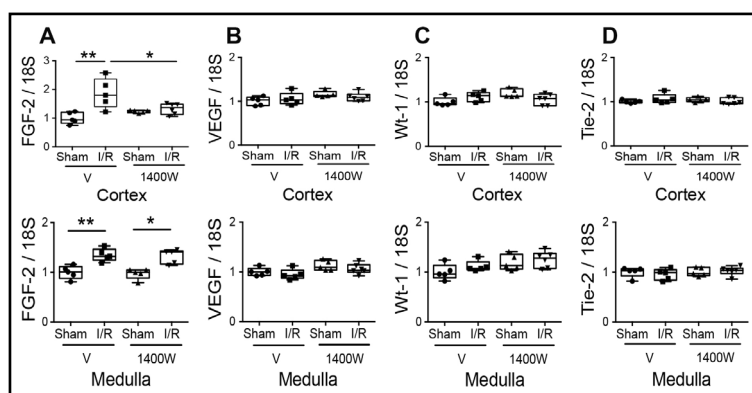 A
B
C
D
FGF-2 / 18S
3
2
1
0
**
*
Sham I/R Sham I/R
V 1400W
Cortex
VEGF / 18S
2
1
0
Sham I/R Sham I/R
V 1400W
Cortex
Wt-1 / 18S
2
1
0
Sham I/R Sham I/R
V 1400W
Cortex
Tie-2 / 18S
2
1
0
Sham I/R Sham I/R
V 1400W
Cortex
FGF-2 / 18S
2
1
0
**
*
Sham I/R Sham I/R
V 1400W
Medulla
VEGF / 18S
2
1
0
Sham I/R Sham I/R
V 1400W
Medulla
Wt-1 / 18S
2
1
0
Sham I/R Sham I/R
V 1400W
Medulla
Tie-2 / 18S
2
1
0
Sham I/R Sham I/R
V 1400W
Medulla